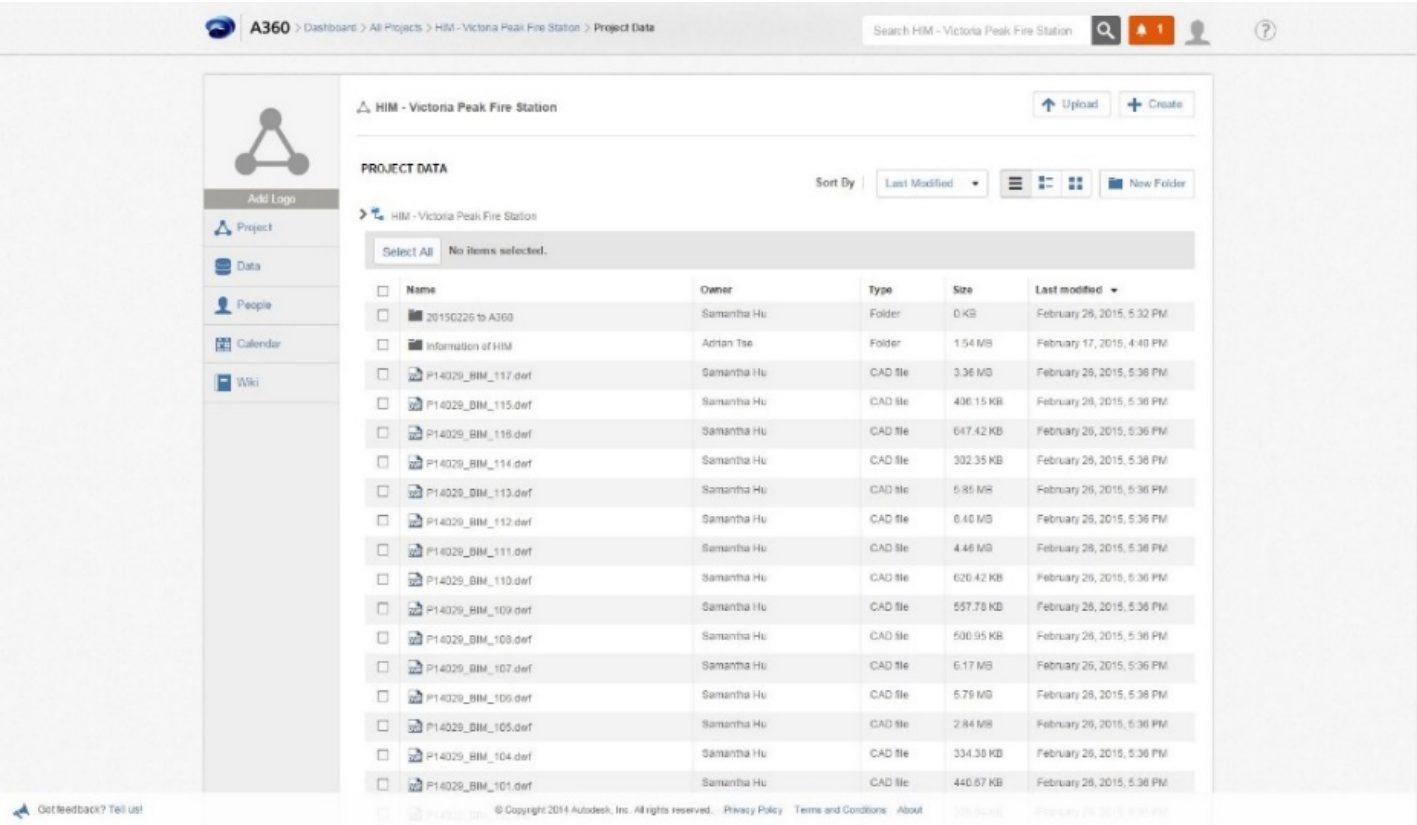 A360 > Dashboard > All Projects > HIM - Victoria Peak Fire Station > Project Data
Search HIM - Victoria Peak Fire Station
1
?
HIM - Victoria Peak Fire Station
Upload
Create
PROJECT DATA
Sort By
Last Modified
New Folder
Add Logo
Project
Data
People
Calendar
Wiki
> HIM - Victoria Peak Fire Station
Select All No items selected.
Name Owner Type Size Last modified
20150226 to A360 Samantha Hu Folder 0 KB February 26, 2015, 5:32 PM
Information of HIM Adrian Tse Folder 1.54 MB February 17, 2015, 4:40 PM
P14029_BIM_117.dwf Samantha Hu CAD file 3.36 MB February 26, 2015, 5:36 PM
P14029_BIM_115.dwf Samantha Hu CAD file 406.15 KB February 26, 2015, 5:36 PM
P14029_BIM_116.dwf Samantha Hu CAD file 647.42 KB February 26, 2015, 5:36 PM
P14029_BIM_114.dwf Samantha Hu CAD file 302.35 KB February 26, 2015, 5:36 PM
P14029_BIM_113.dwf Samantha Hu CAD file 5.85 MB February 26, 2015, 5:36 PM
P14029_BIM_112.dwf Samantha Hu CAD file MB February 26, 2015, 5:36 PM
P14029_BIM_111.dwf Samantha Hu CAD file 4.46 MB February 26, 2015, 5:36 PM
P14029_BIM_110.dwf Samantha Hu CAD file 620.42 KB February 26, 2015, 5:36 PM
P14029_BIM_109.dwf Samantha Hu CAD file 557.78 KB February 26, 2015, 5:36 PM
P14029_BIM_108.dwf Samantha Hu CAD file 500.95 KB February 26, 2015, 5:36 PM
P14029_BIM_107.dwf Samantha Hu CAD file 6.17 MB February 26, 2015, 5:36 PM
P14029_BIM_106.dwf Samantha Hu CAD file 5.79 MB February 26, 2015, 5:36 PM
P14029_BIM_105.dwf Samantha Hu CAD file 2.84 MB February 26, 2015, 5:36 PM
P14029_BIM_104.dwf Samantha Hu CAD file 334.38 KB February 26, 2015, 5:36 PM
P14029_BIM_101.dwf Samantha Hu CAD file 440.67 KB February 26, 2015, 5:36 PM
Got feedback? Tell us!
© Copyright 2014 Autodesk, Inc. All rights reserved. Privacy Policy Terms and Conditions About